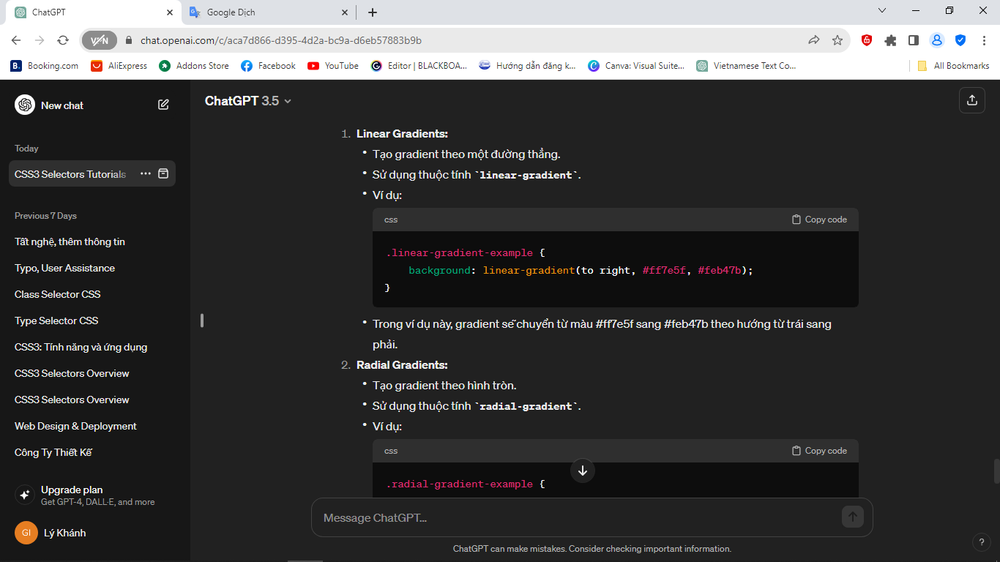 ChatGPT
Google Dịch
VPN
chat.openai.com/c/aca7d866-d395-4d2a-bc9a-d6eb57883b9b
B. Booking.com
AliExpress
Addons Store
Facebook
YouTube
Editor | BLACKBOA...
Hướng dẫn đăng k...
Canva: Visual Suite...
Vietnamese Text Co...
All Bookmarks
New chat
Today
CSS3 Selectors Tutorials
Previous 7 Days
Tất nghệ, thêm thông tin
Typo, User Assistance
Class Selector CSS
Type Selector CSS
CSS3: Tính năng và ứng dụng
CSS3 Selectors Overview
CSS3 Selectors Overview
Web Design & Deployment
Công Ty Thiết Kế
Upgrade plan
Get GPT-4, DALL·E, and more
GI
Lý Khánh
ChatGPT 3.5
1. Linear Gradients:
• Tạo gradient theo một đường thẳng.
• Sử dụng thuộc tính `linear-gradient`.
• Ví dụ:
css
Copy code
.linear-gradient-example {
background: linear-gradient(to right, #ff7e5f, #feb47b);
}
• Trong ví dụ này, gradient sẽ chuyển từ màu #ff7e5f sang #feb47b theo hướng từ trái sang
phải.
2. Radial Gradients:
• Tạo gradient theo hình tròn.
• Sử dụng thuộc tính `radial-gradient`.
• Ví dụ:
css
Copy code
.radial-gradient-example {
Message ChatGPT...
ChatGPT can make mistakes. Consider checking important information.
?